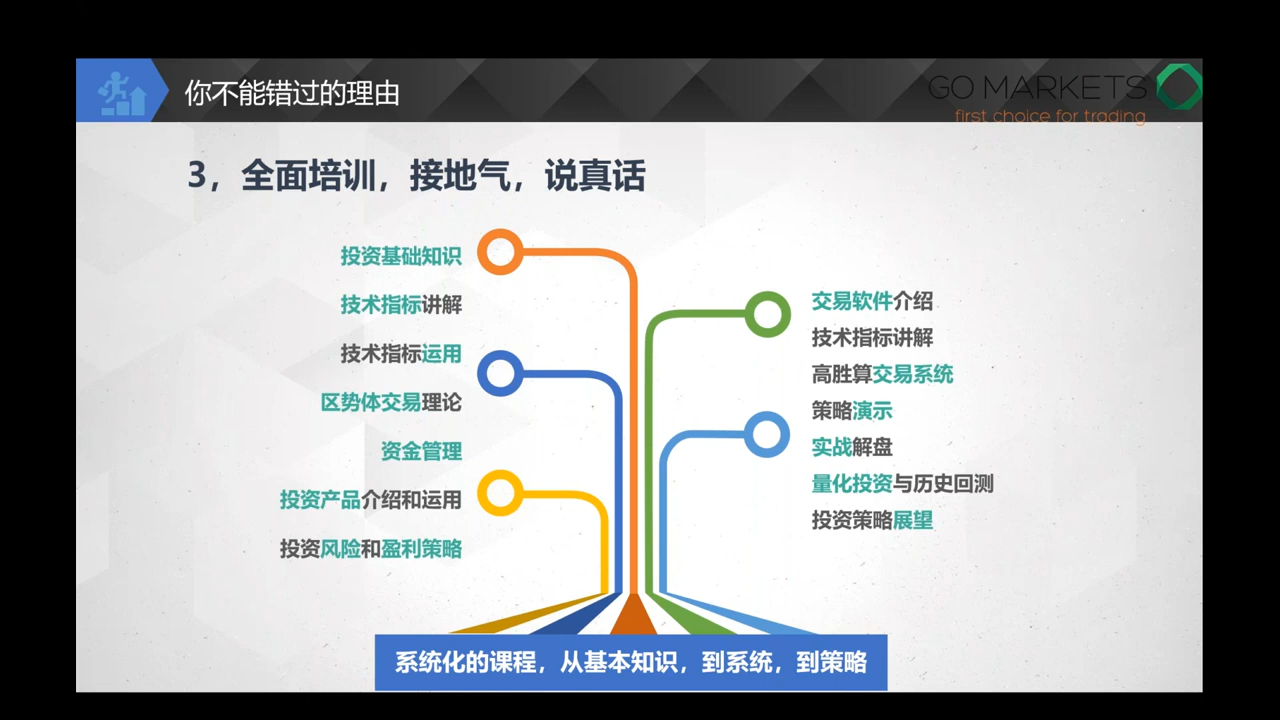 你不能错过的理由
GO MARKETS
first choice for trading
3，全面培训，接地气，说真话
投资基础知识
技术指标讲解
技术指标运用
区势体交易理论
资金管理
投资产品介绍和运用
投资风险和盈利策略
交易软件介绍
技术指标讲解
高胜算交易系统
策略演示
实战解盘
量化投资与历史回测
投资策略展望
系统化的课程，从基本知识，到系统，到策略